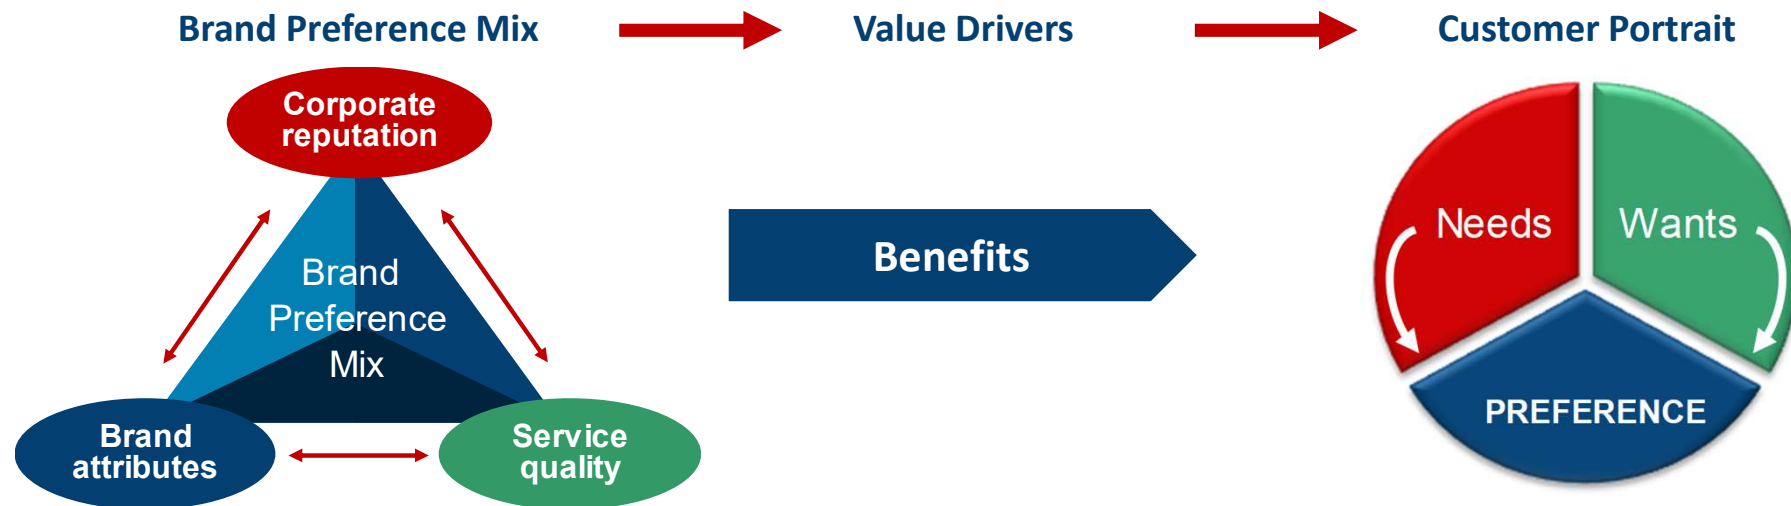 Brand Preference Mix
Value Drivers
Customer Portrait
Corporate
reputation
Brand
Preference
Mix
Brand
attributes
Service
quality
Benefits
Needs
Wants
PREFERENCE